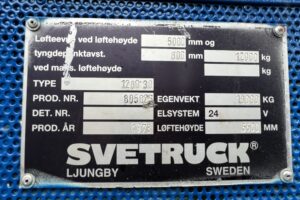 Løfteevne ved løftehøyde 5000 mm og
tyngdepunktavst. 600 mm kg
ved maks. løftehøyde kg
TYPE
PROD. NR. EGENVEKT KG
DET. NR. ELSYSTEM 24 V
PROD. ÅR LØFTEHØYDE MM
SVETRUCK®
LJUNGBY SWEDEN